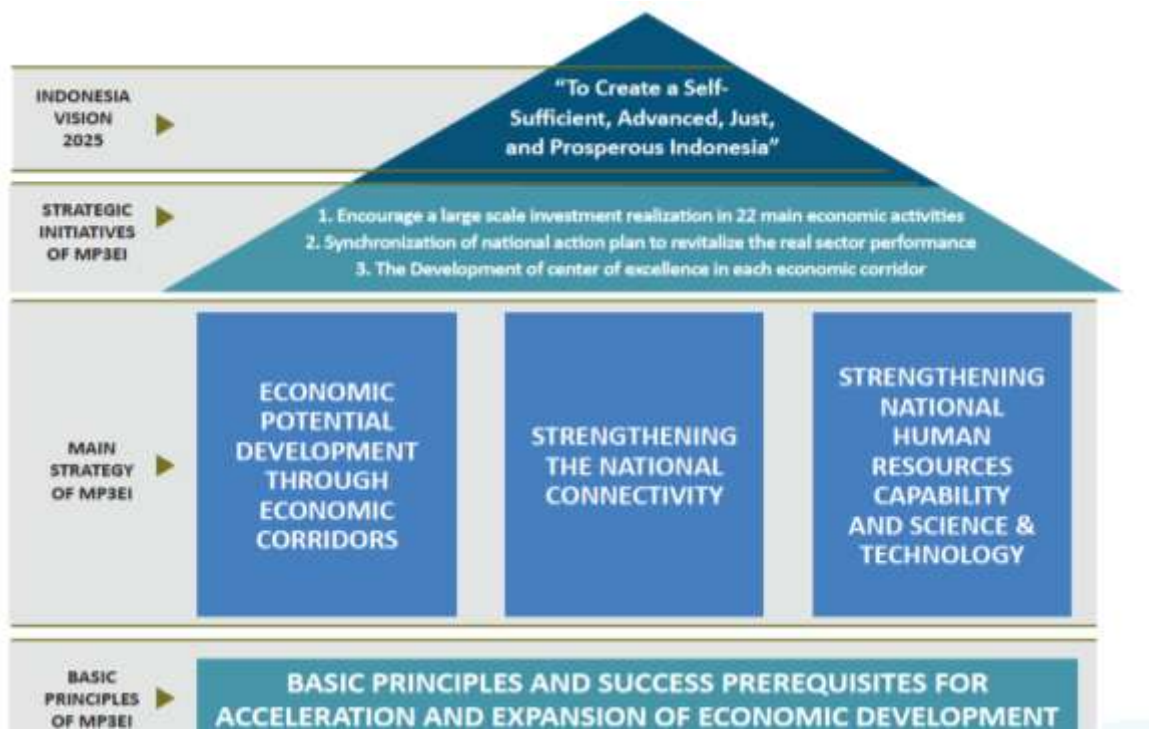 INDONESIA
VISION
2025
"To Create a Self-
Sufficient, Advanced, Just,
and Prosperous Indonesia"
STRATEGIC
INITIATIVES
OF MP3EI
1. Encourage a large scale investment realization in 22 main economic activities
2. Synchronization of national action plan to revitalize the real sector performance
3. The Development of center of excellence in each economic corridor
MAIN
STRATEGY
OF MP3EI
ECONOMIC
POTENTIAL
DEVELOPMENT
THROUGH
ECONOMIC
CORRIDORS
STRENGTHENING
THE NATIONAL
CONNECTIVITY
STRENGTHENING
NATIONAL
HUMAN
RESOURCES
CAPABILITY
AND SCIENCE &
TECHNOLOGY
BASIC
PRINCIPLES
OF MP3EI
BASIC PRINCIPLES AND SUCCESS PREREQUISITES FOR
ACCELERATION AND EXPANSION OF ECONOMIC DEVELOPMENT